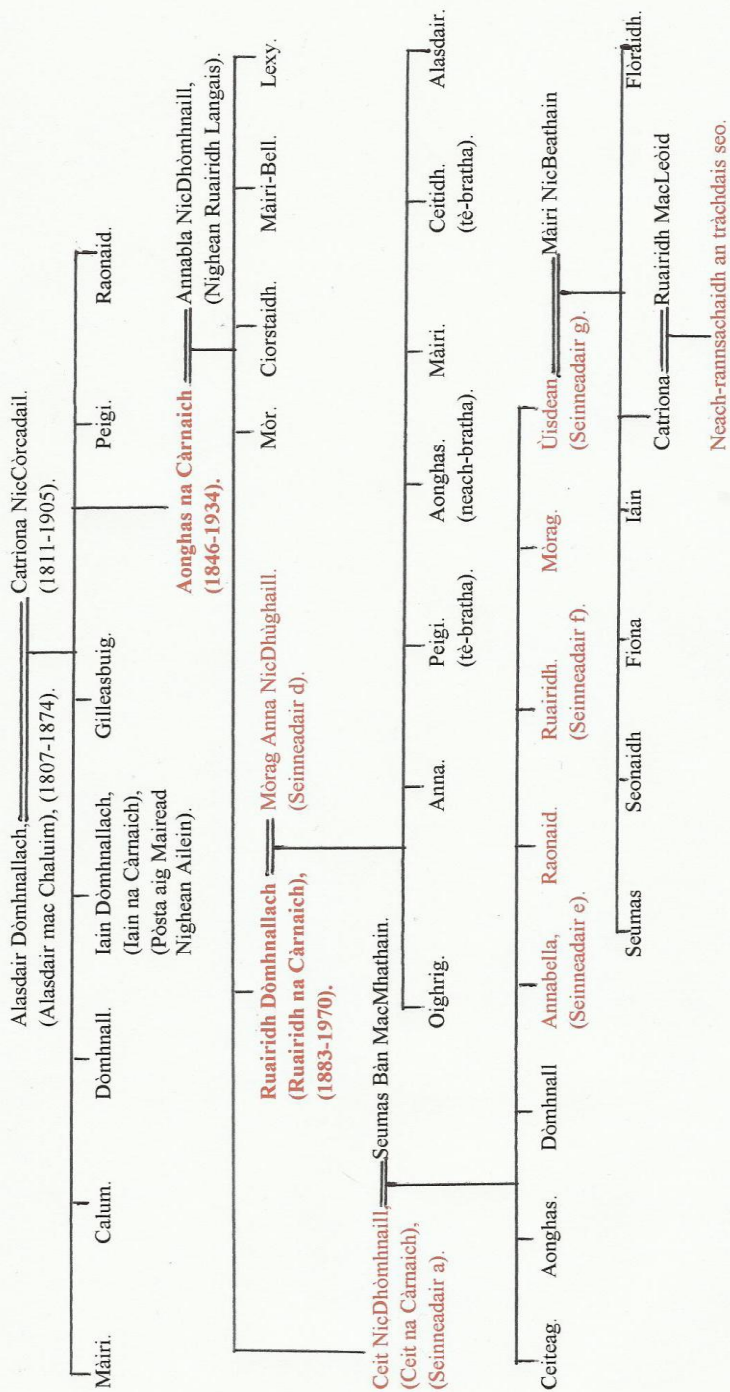 Alasdair Dòmhnallach, Catrìona NicCòrcadail.
(Alasdair mac Chaluim), (1807-1874). (1811-1905).
Màiri. Calum. Dòmhnall. Iain Dòmhnallach, Gilleasbuig. Peigi. Raonaid.
(Iain na Càrnaich),
(Pòsta aig Mairead
Nighean Ailein).
Aonghas na Càrnaich Annabla NicDhòmhnaill,
(1846-1934). (Nighean Ruairidh Langais).
Ruairidh Dòmhnallach Mòrag Anna NicDhùghaill. Mòr. Ciorstaidh. Màiri-Bell. Lexy.
(Ruairidh na Càrnaich), (Seinneadair d).
(1883-1970).
Ceit NicDhòmhnaill, Seumas Bàn MacMhathain. Oighrig. Anna. Peigi. Aonghas. Màiri. Ceitidh. Alasdair.
(Ceit na Càrnaich), (tè-bratha). (neach-bratha). (tè-bratha).
(Seinneadair a).
Ceiteag. Aonghas. Dòmhnall Annabella, Raonaid. Ruairidh. Mòrag. Ùisdean, Màiri NicBeathain
(Seinneadair e). (Seinneadair f). (Seinneadair g).
Seumas Seonaidh Fiona Iain Catrìona Ruairidh MacLeòid Flòraidh.
Neach-rannsachaidh an tràchdais seo.